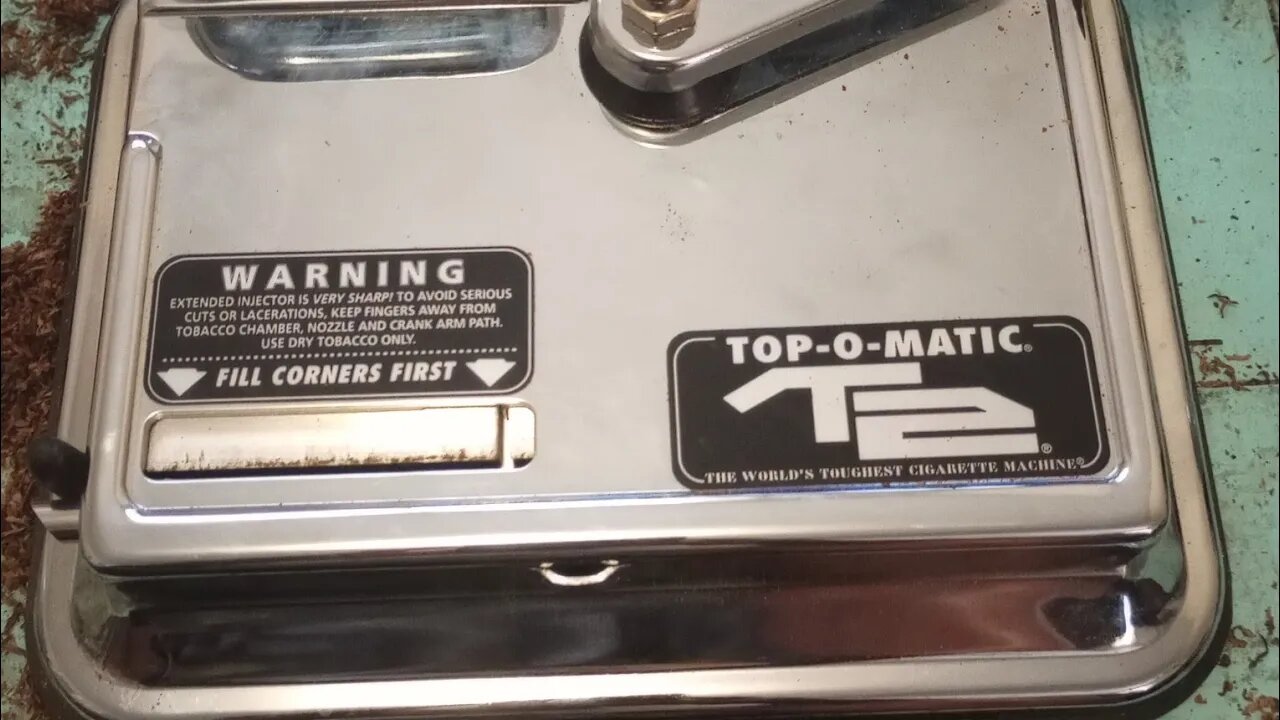 WARNING
EXTENDED INJECTOR IS VERY SHARP! TO AVOID SERIOUS
CUTS OR LACERATIONS, KEEP FINGERS AWAY FROM
TOBACCO CHAMBER, NOZZLE AND CRANK ARM PATH.
USE DRY TOBACCO ONLY.
FILL CORNERS FIRST
TOP-O-MATIC®
T2®
THE WORLD'S TOUGHEST CIGARETTE MACHINE®